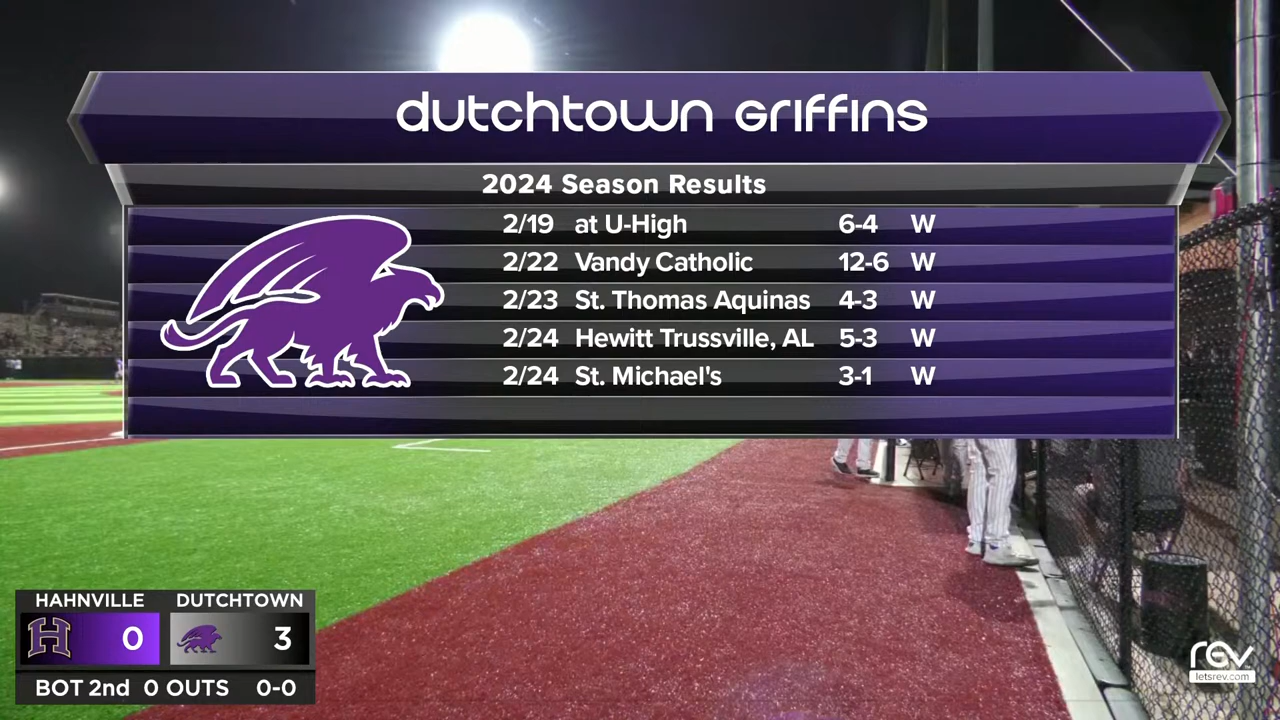 dutchtown Griffins
2024 Season Results
2/19 at U-High 6-4 W
2/22 Vandy Catholic 12-6 W
2/23 St. Thomas Aquinas 4-3 W
2/24 Hewitt Trussville, AL 5-3 W
2/24 St. Michael's 3-1 W
HAHNVILLE DUTCHTOWN
H 0 3
BOT 2nd 0 OUTS 0-0
rev
letsrev.com